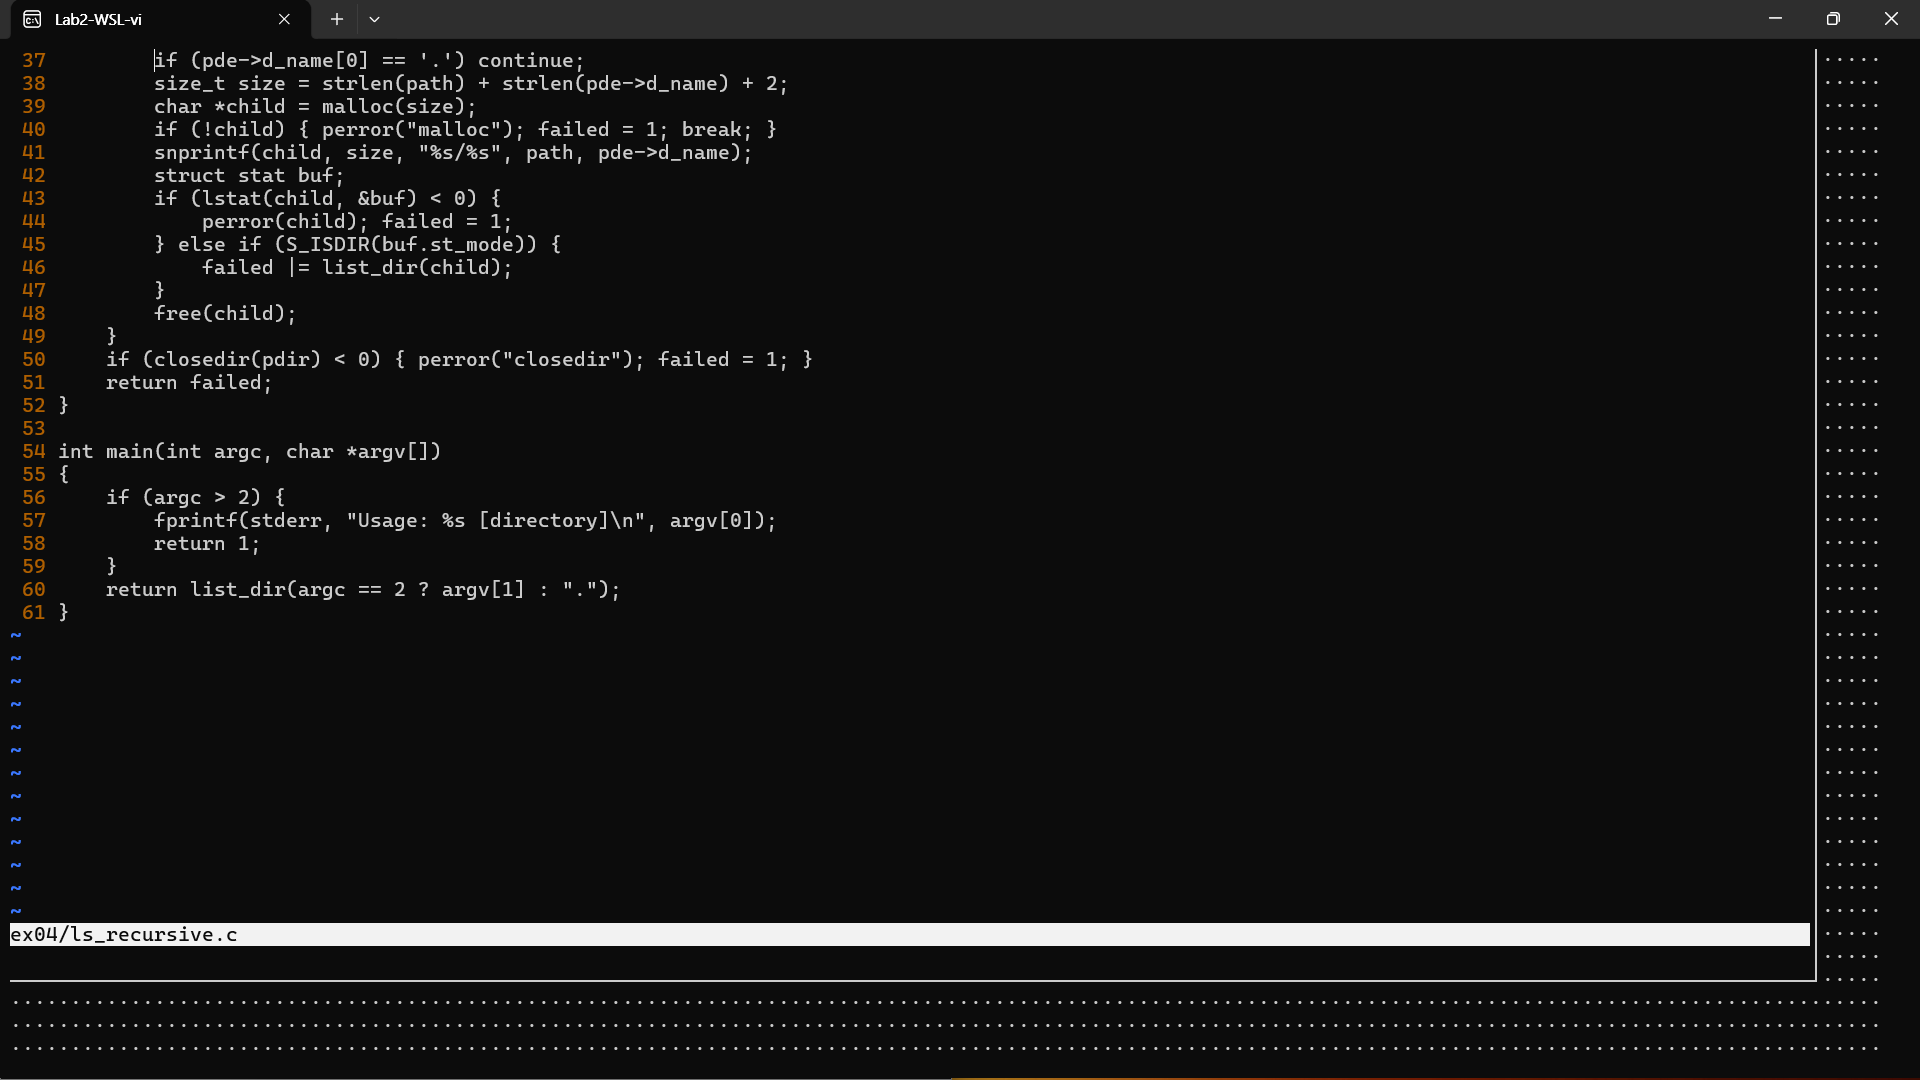 Lab2-WSL-vi
37         if (pde->d_name[0] == '.') continue;
38         size_t size = strlen(path) + strlen(pde->d_name) + 2;
39         char *child = malloc(size);
40         if (!child) { perror("malloc"); failed = 1; break; }
41         snprintf(child, size, "%s/%s", path, pde->d_name);
42         struct stat buf;
43         if (lstat(child, &buf) < 0) {
44             perror(child); failed = 1;
45         } else if (S_ISDIR(buf.st_mode)) {
46             failed |= list_dir(child);
47         }
48         free(child);
49     }
50     if (closedir(pdir) < 0) { perror("closedir"); failed = 1; }
51     return failed;
52 }
53
54 int main(int argc, char *argv[])
55 {
56     if (argc > 2) {
57         fprintf(stderr, "Usage: %s [directory]\n", argv[0]);
58         return 1;
59     }
60     return list_dir(argc == 2 ? argv[1] : ".");
61 }
~
~
~
~
~
~
~
~
~
~
~
~
~
ex04/ls_recursive.c